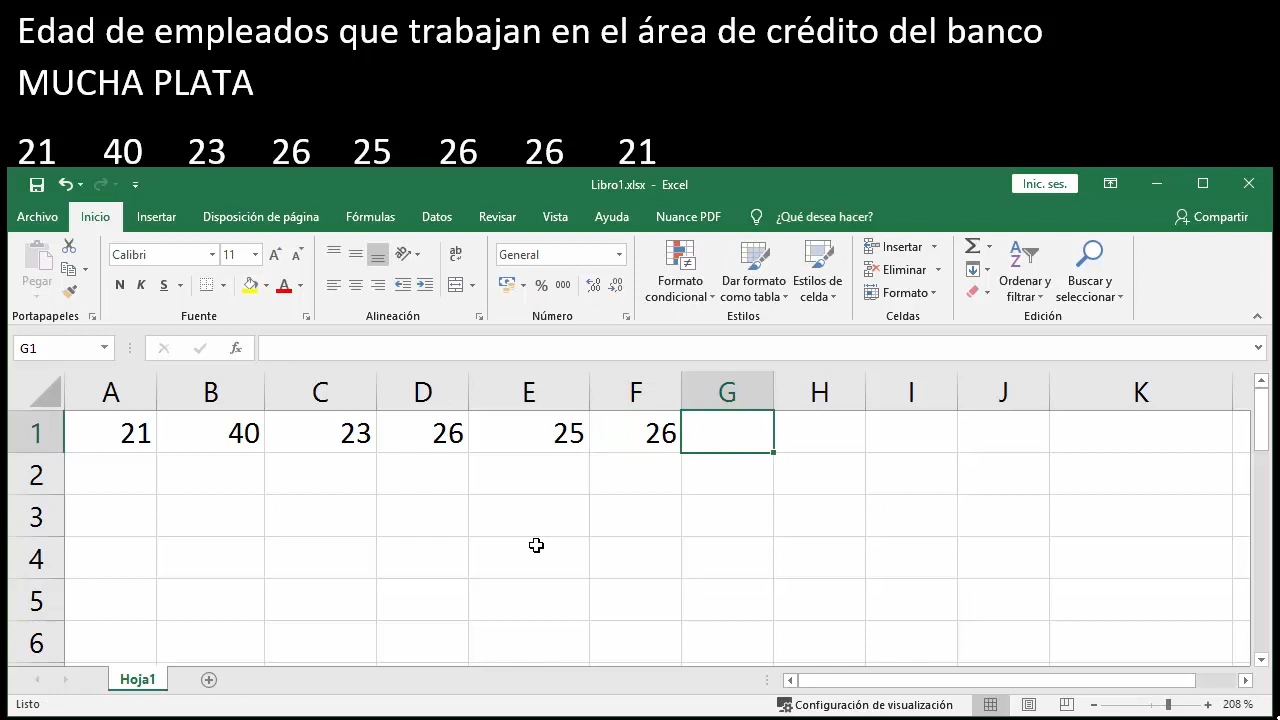 Edad de empleados que trabajan en el área de crédito del banco
MUCHA PLATA
21 40 23 26 25 26 26 21
Libro1.xlsx - Excel
Inic. ses.
Archivo Inicio Insertar Disposición de página Fórmulas Datos Revisar Vista Ayuda Nuance PDF ¿Qué desea hacer? Compartir
Pegar
Portapapeles
Calibri 11
N K S
Fuente
ab
Alineación
General
% 000
Número
Formato condicional
Dar formato como tabla
Estilos de celda
Estilos
Insertar
Eliminar
Formato
Celdas
Ordenar y filtrar
Buscar y seleccionar
Edición
G1 fx
A B C D E F G H I J K
1 21 40 23 26 25 26
2
3
4
5
6
Hoja1
Listo Configuración de visualización 208 %